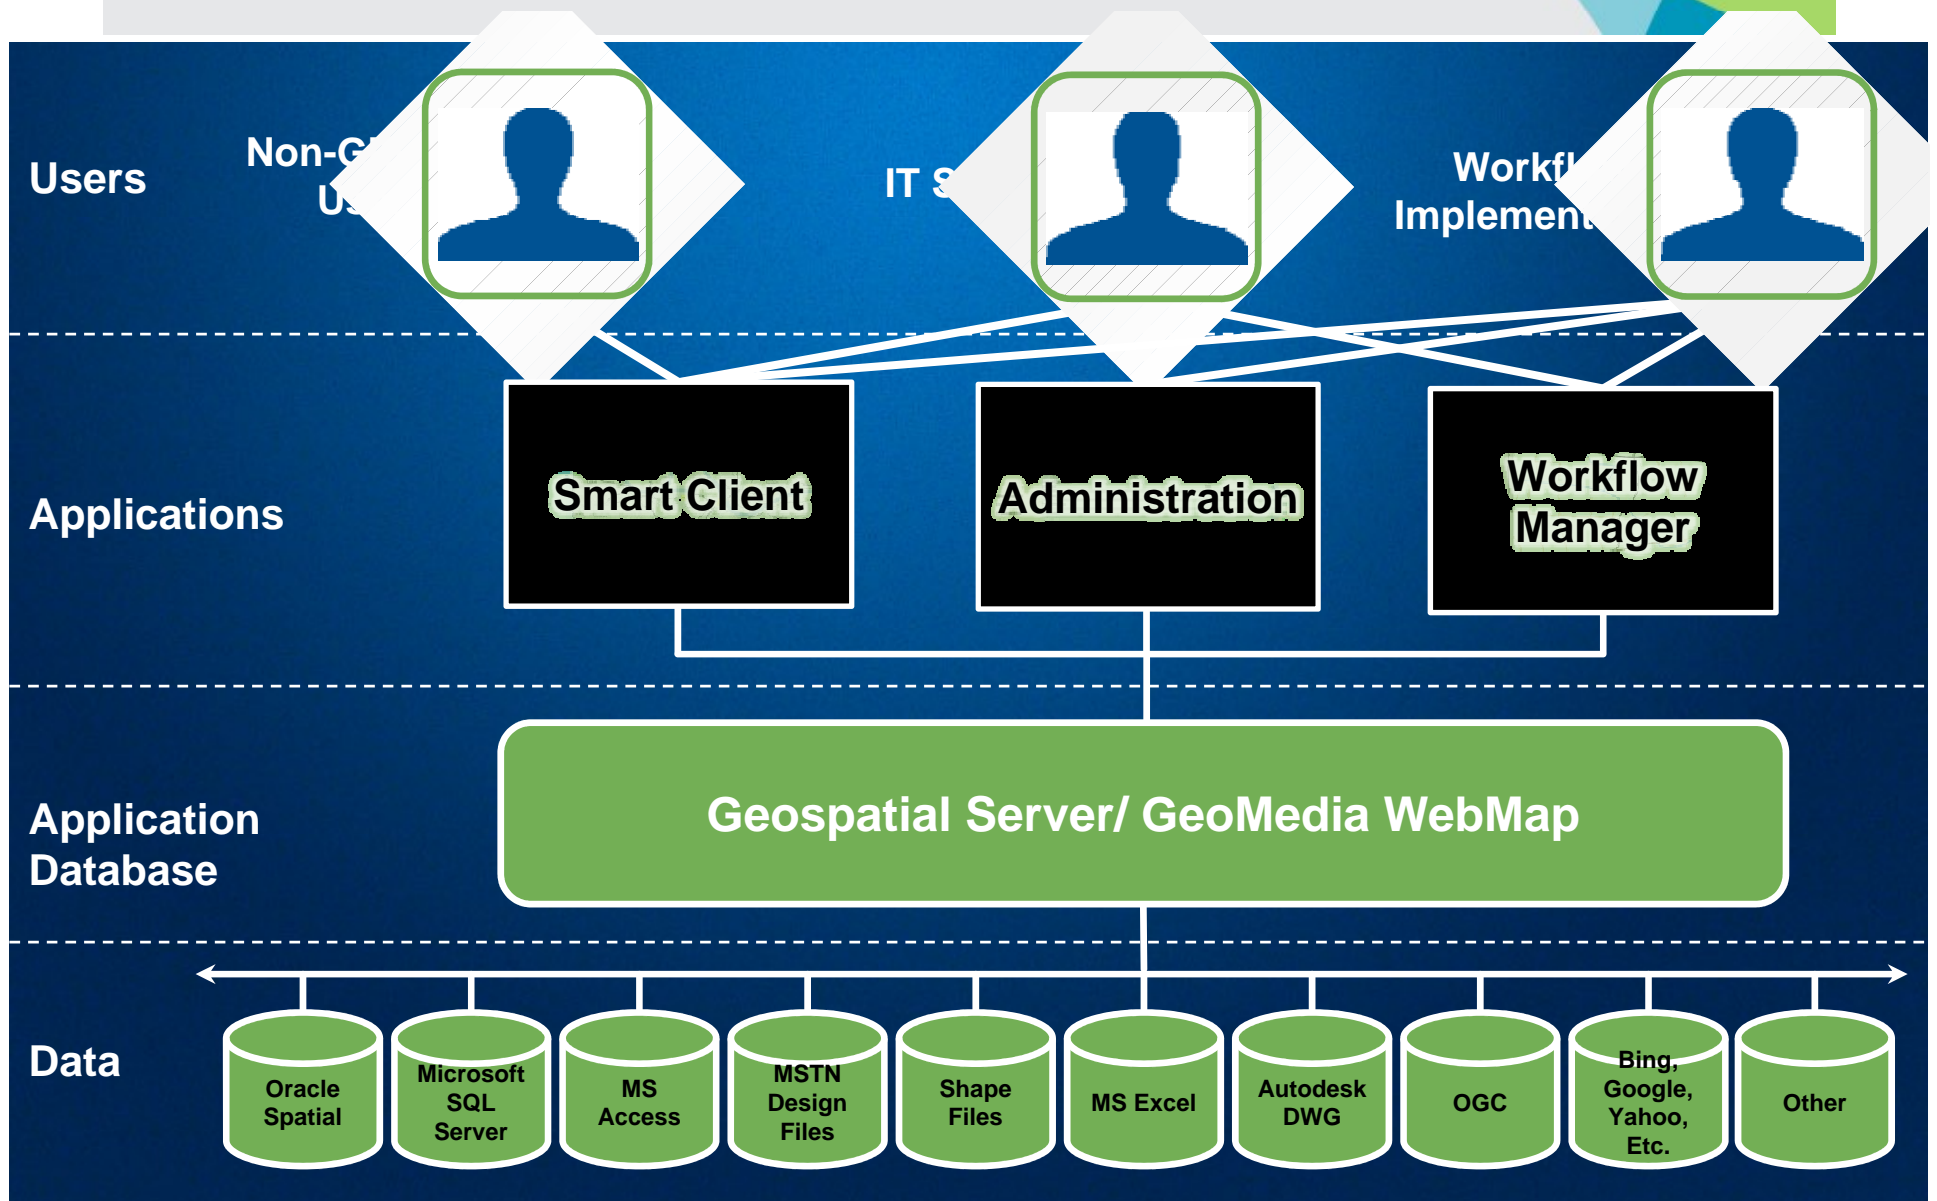 Users
Non-G
U
IT S
Workfl
Implement
Applications
Smart Client
Administration
Workflow
Manager
Application
Database
Geospatial Server/ GeoMedia WebMap
Data
Oracle
Spatial
Microsoft
SQL
Server
MS
Access
MSTN
Design
Files
Shape
Files
MS Excel
Autodesk
DWG
OGC
Bing,
Google,
Yahoo,
Etc.
Other